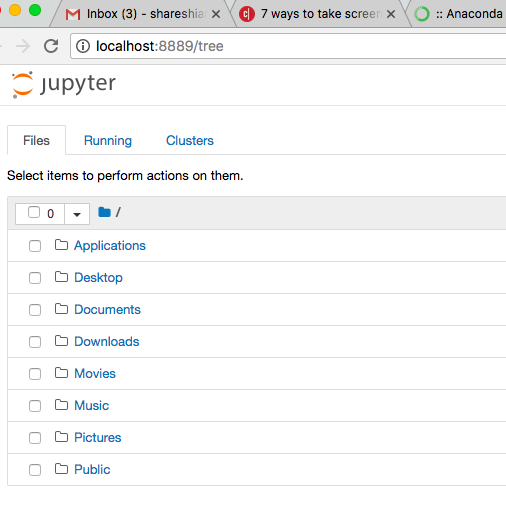 Inbox (3) - shareshia
7 ways to take screen
:: Anaconda
localhost:8889/tree
jupyter
Files Running Clusters
Select items to perform actions on them.
0 /
Applications
Desktop
Documents
Downloads
Movies
Music
Pictures
Public